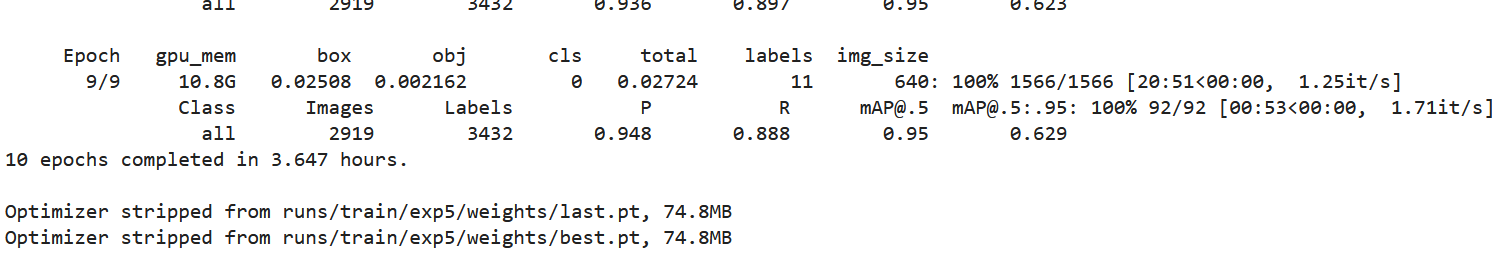 all 2919 3432 0.936 0.897 0.95 0.623
Epoch gpu_mem box obj cls total labels img_size
9/9 10.8G 0.02508 0.002162 0 0.02724 11 640: 100% 1566/1566 [20:51<00:00, 1.25it/s]
Class Images Labels P R mAP@.5 mAP@.5:.95: 100% 92/92 [00:53<00:00, 1.71it/s]
all 2919 3432 0.948 0.888 0.95 0.629
10 epochs completed in 3.647 hours.
Optimizer stripped from runs/train/exp5/weights/last.pt, 74.8MB
Optimizer stripped from runs/train/exp5/weights/best.pt, 74.8MB